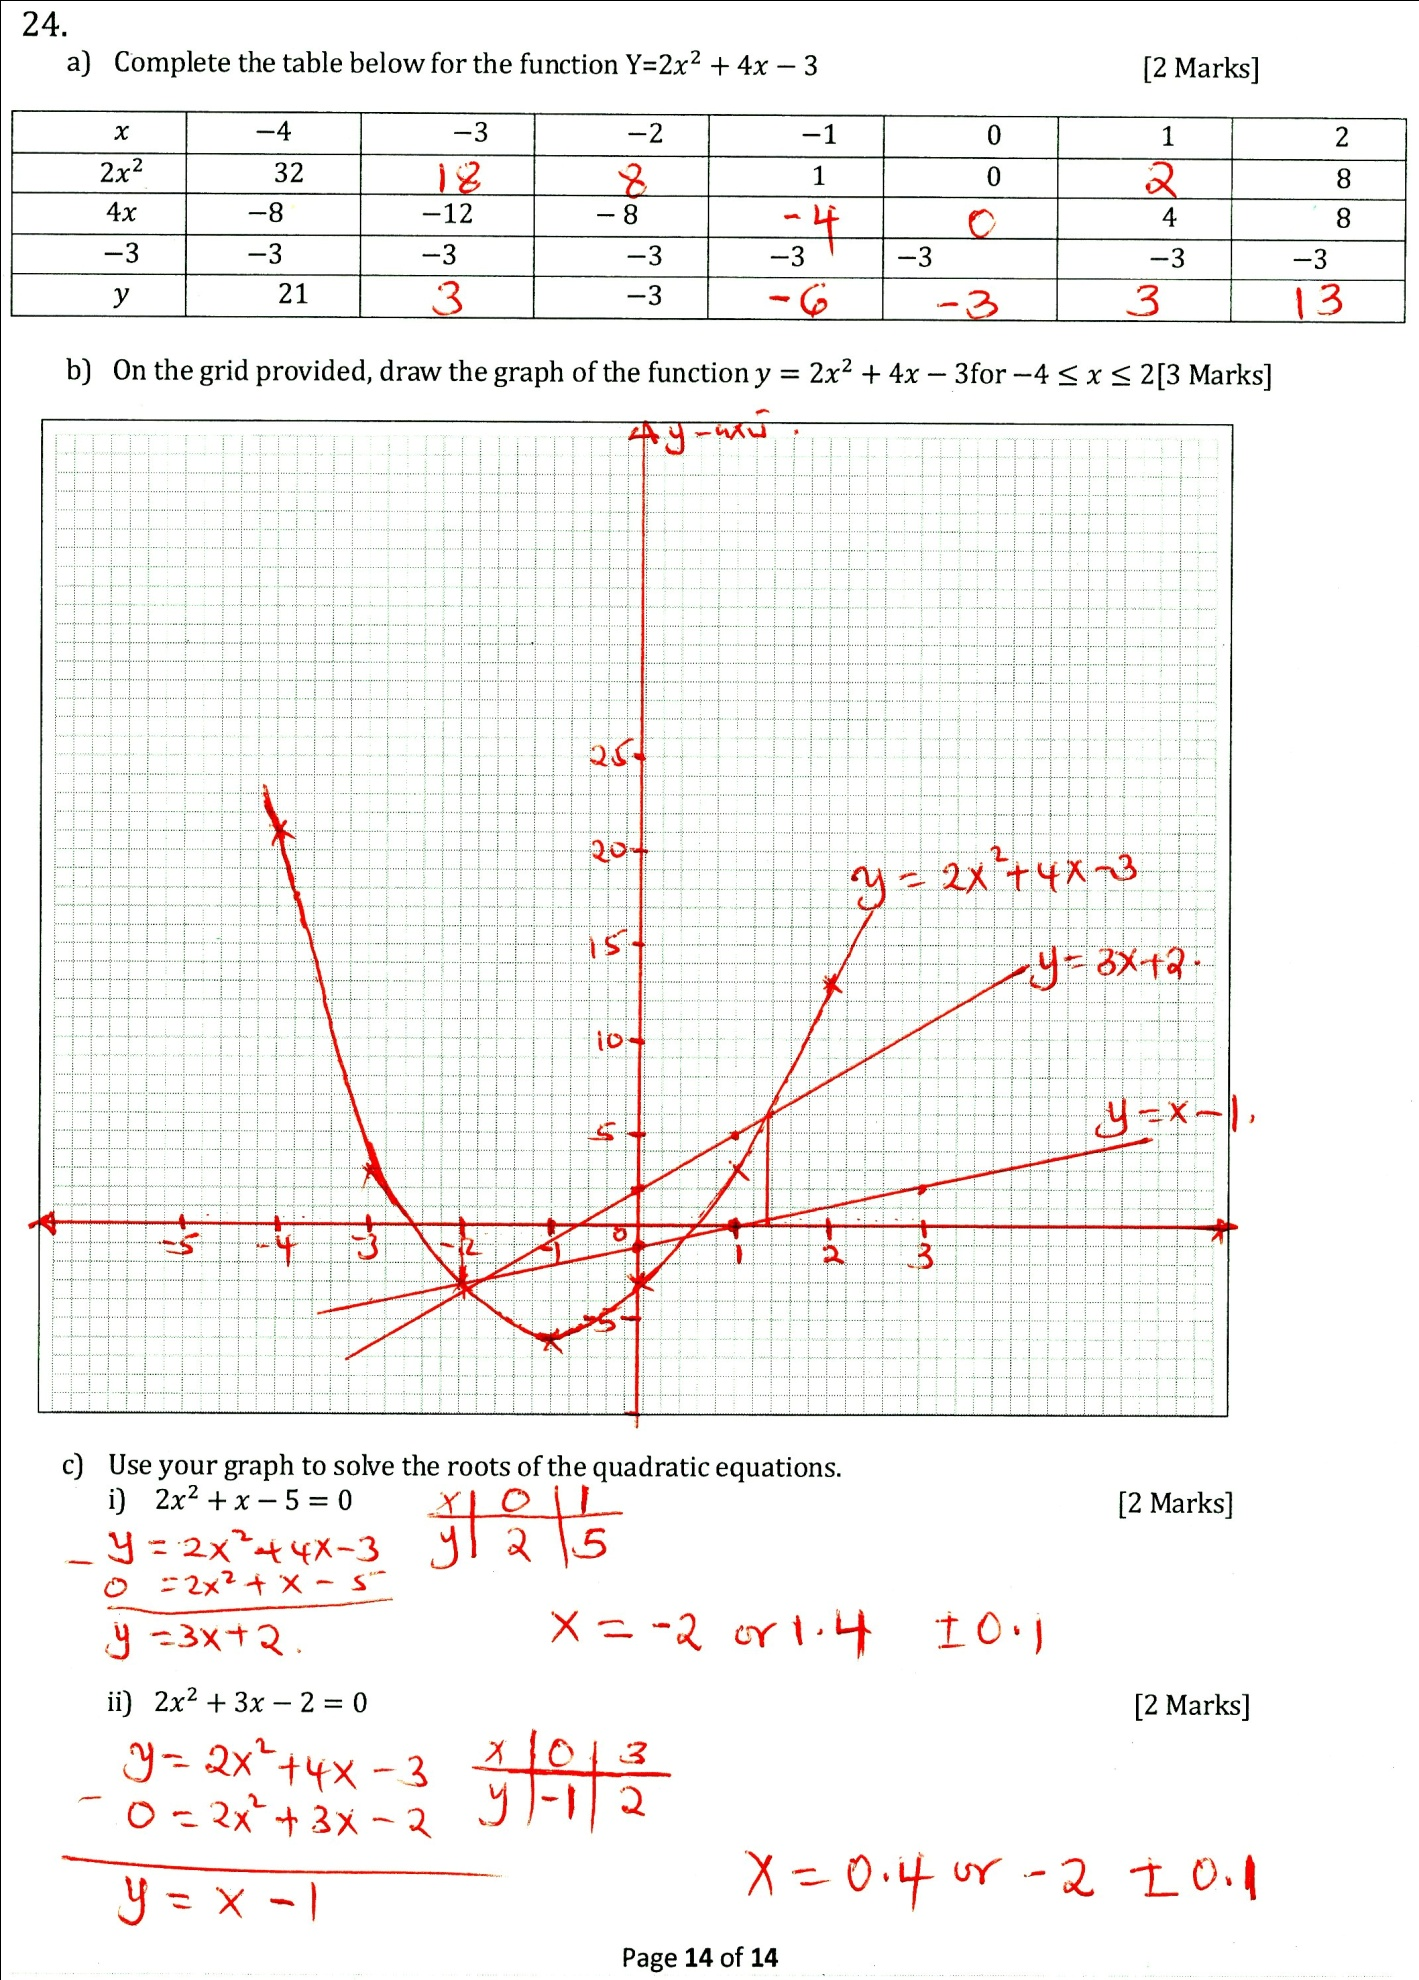 24.
a) Complete the table below for the function Y=2x² + 4x − 3 [2 Marks]
x −4 −3 −2 −1 0 1 2
2x² 32 18 8 1 0 2 8
4x −8 −12 −8 −4 0 4 8
−3 −3 −3 −3 −3 −3 −3 −3
y 21 3 −3 −6 −3 3 13
b) On the grid provided, draw the graph of the function y = 2x² + 4x − 3for −4 ≤ x ≤ 2[3 Marks]
y-axis
25
20
y = 2x²+4x-3
15
y = 3x+2
10
y = x-1
5
-5 -4 -3 -2 -1 0 1 2 3
-5
c) Use your graph to solve the roots of the quadratic equations.
i) 2x² + x − 5 = 0 [2 Marks]
x 0 1
y = 2x²+4x-3 y 2 5
- 0 = 2x²+x-5
y = 3x+2.
x = -2 or 1.4 ±0.1
ii) 2x² + 3x − 2 = 0 [2 Marks]
y = 2x²+4x-3 x 0 3
- 0 = 2x²+3x-2 y -1 2
y = x-1
x = 0.4 or -2 ±0.1
Page 14 of 14